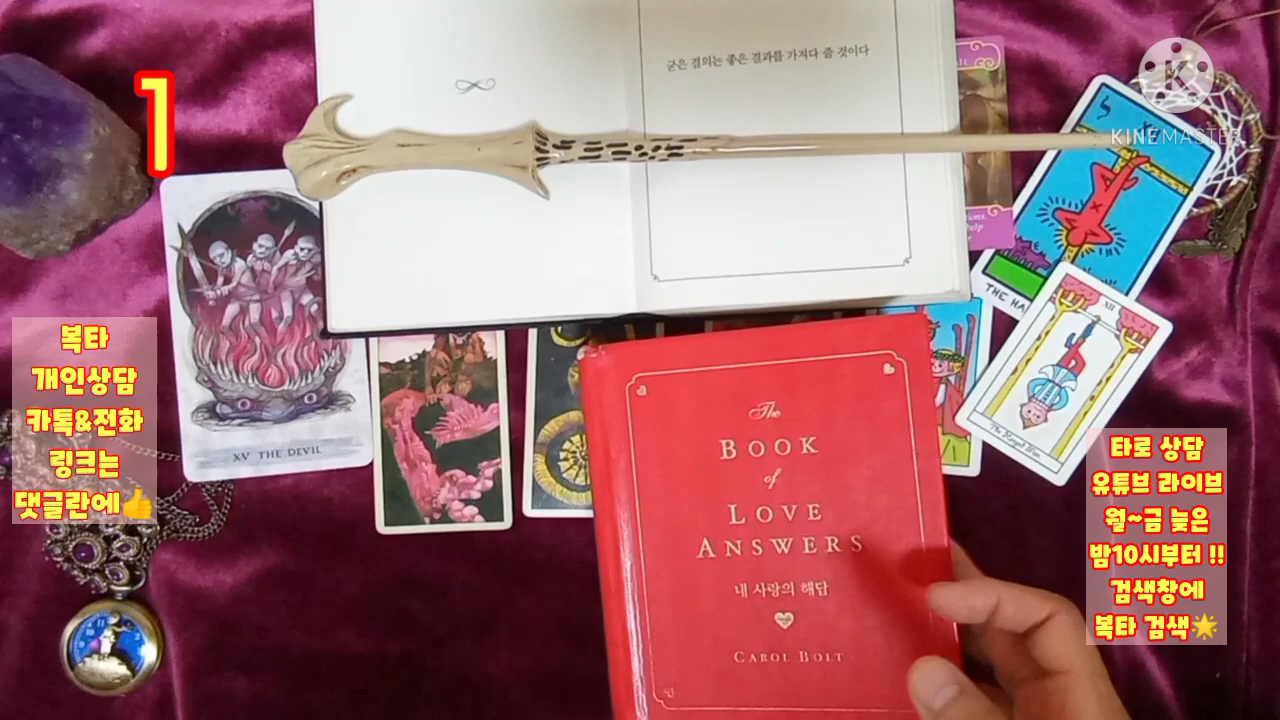 1
굳은 결의는 좋은 결과를 가져다 줄 것이다
KINEMASTER
복타
개인상담
카톡&전화
링크는
댓글란에👍
XV THE DEVIL
THE HA
XII
The
BOOK
of
LOVE
ANSWERS
내 사랑의 해답
CAROL BOLT
타로 상담
유튜브 라이브
월~금 늦은
밤10시부터 !!
검색창에
복타 검색🌟